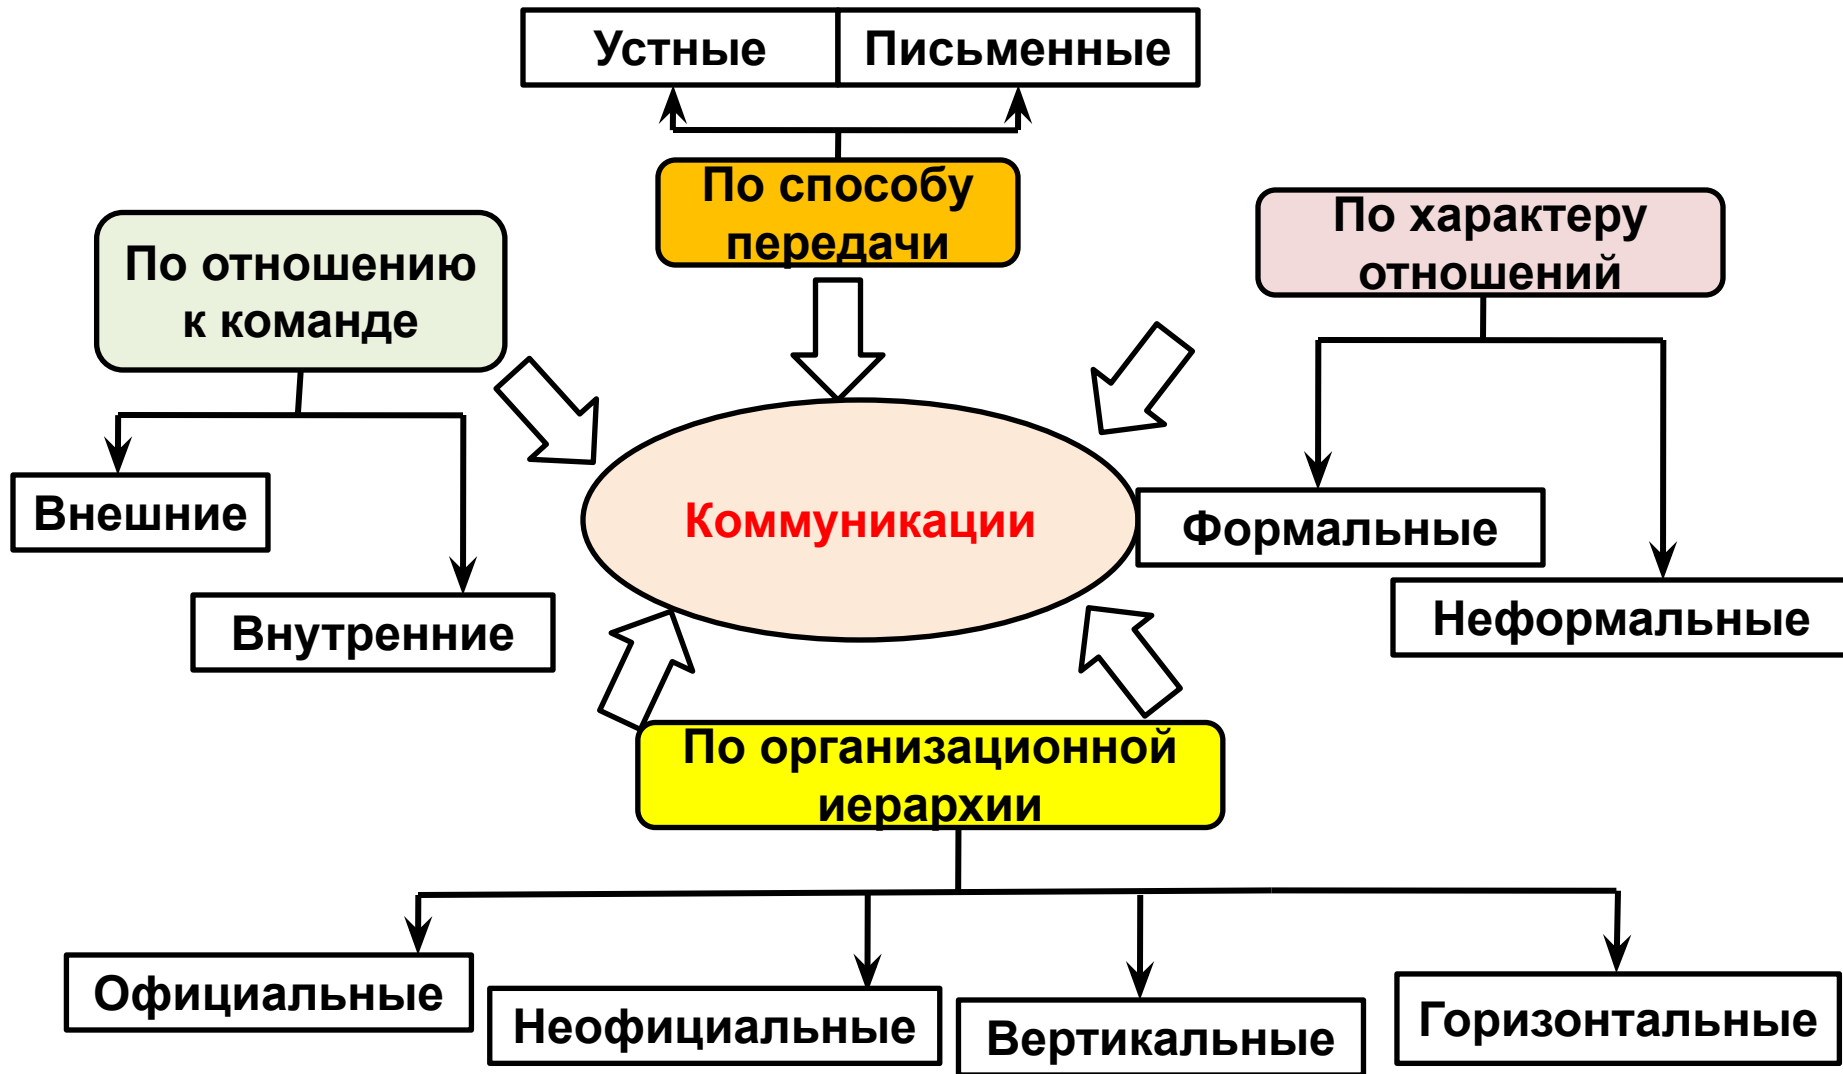 Устные
Письменные
По способу
передачи
По характеру
отношений
По отношению
к команде
Внешние
Коммуникации
Формальные
Внутренние
Неформальные
По организационной
иерархии
Официальные
Неофициальные
Вертикальные
Горизонтальные